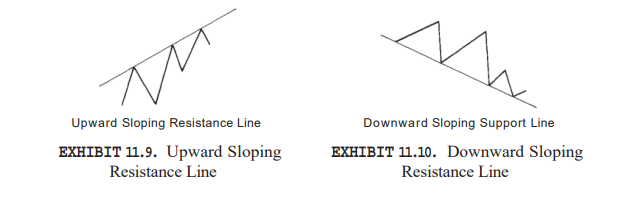 Upward Sloping Resistance Line
EXHIBIT 11.9. Upward Sloping
Resistance Line
Downward Sloping Support Line
EXHIBIT 11.10. Downward Sloping
Resistance Line